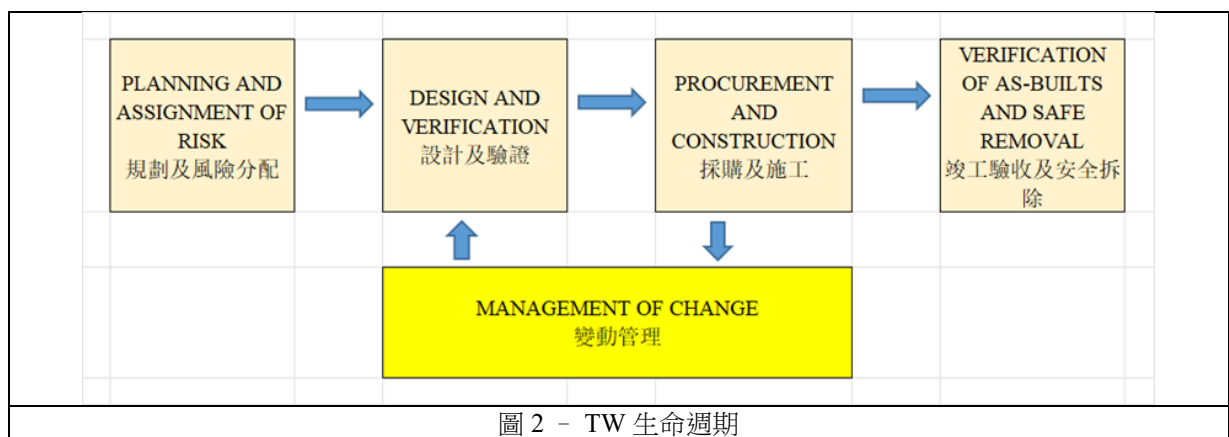 PLANNING AND
ASSIGNMENT OF
RISK
規劃及風險分配
DESIGN AND
VERIFICATION
設計及驗證
PROCUREMENT
AND
CONSTRUCTION
採購及施工
VERIFICATION
OF AS-BUILTS
AND SAFE
REMOVAL
竣工驗收及安全拆
除
MANAGEMENT OF CHANGE
變動管理
圖 2 – TW 生命週期